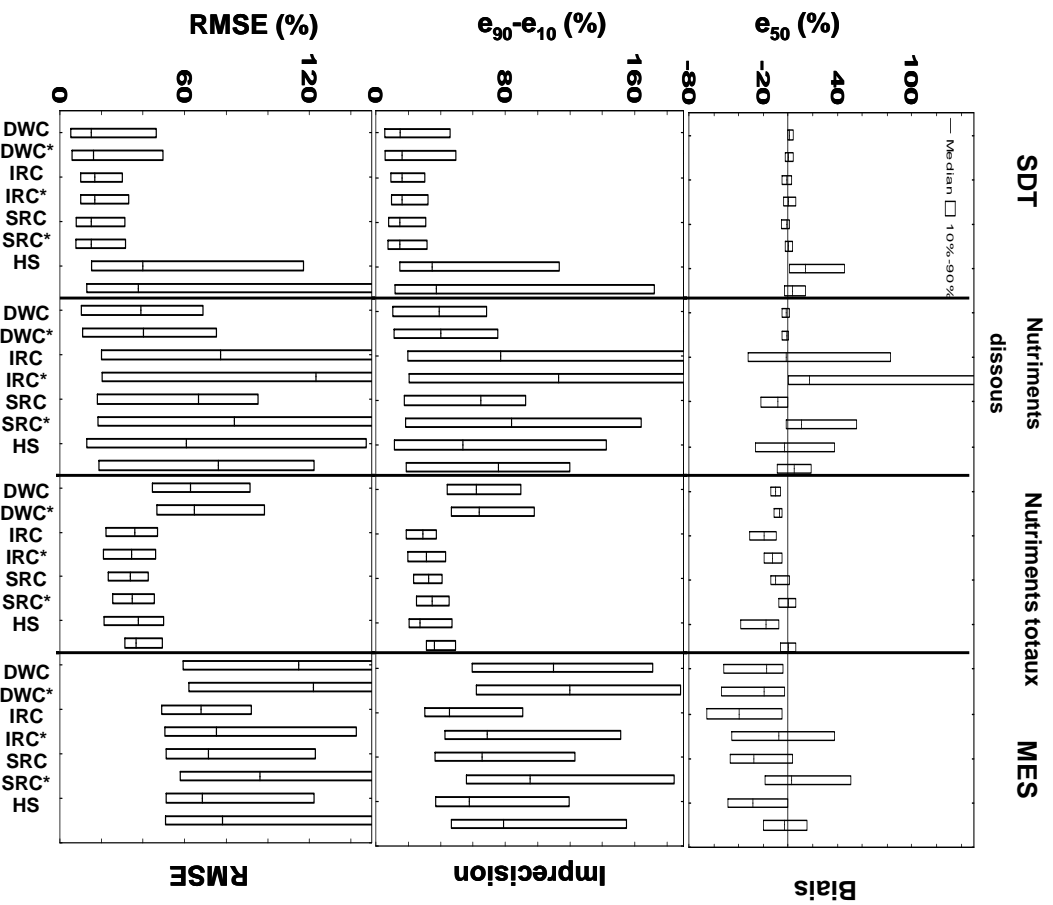 RMSE (%)
e90-e10 (%)
e50 (%)
0
60
120
0
80
160
-80
-20
40
100
— Median 10%-90%
SDT
Nutriments
dissous
Nutriments totaux
MES
DWC
DWC*
IRC
IRC*
SRC
SRC*
HS
DWC
DWC*
IRC
IRC*
SRC
SRC*
HS
DWC
DWC*
IRC
IRC*
SRC
SRC*
HS
DWC
DWC*
IRC
IRC*
SRC
SRC*
HS
RMSE
Imprecision
Biais